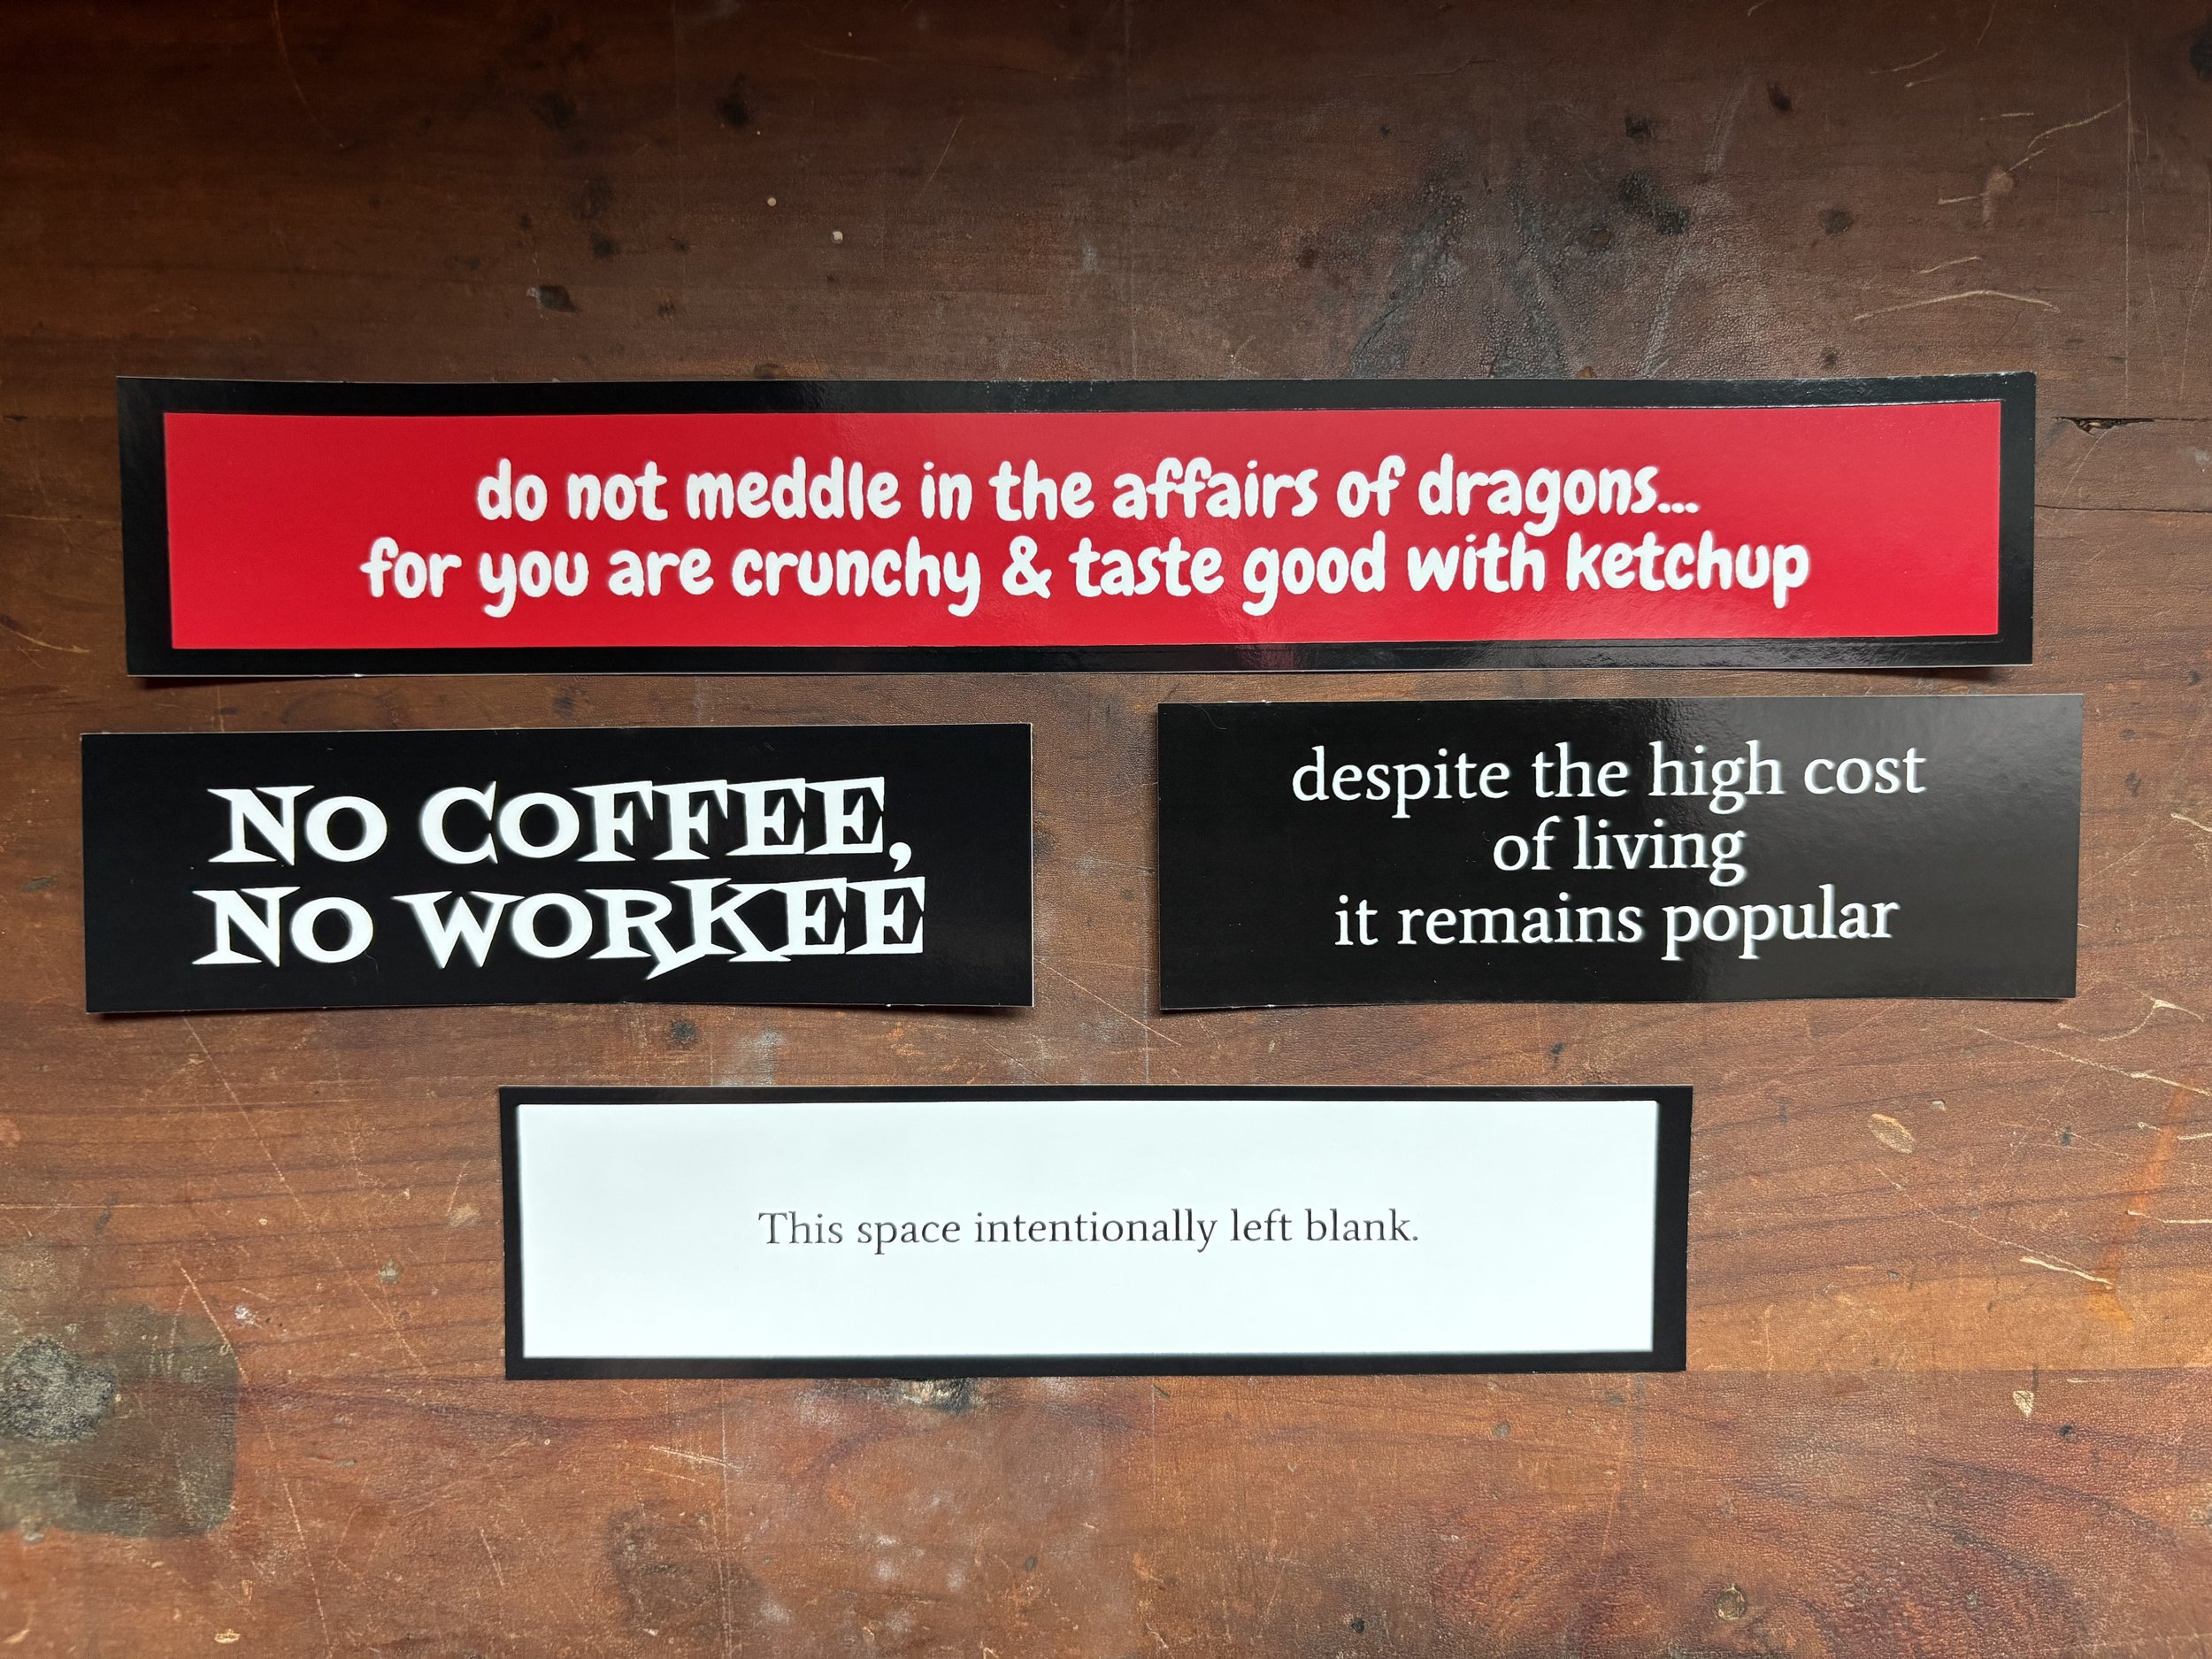 do not meddle in the affairs of dragons...
for you are crunchy & taste good with ketchup
NO COFFEE,
NO WORKEE
despite the high cost
of living
it remains popular
This space intentionally left blank.